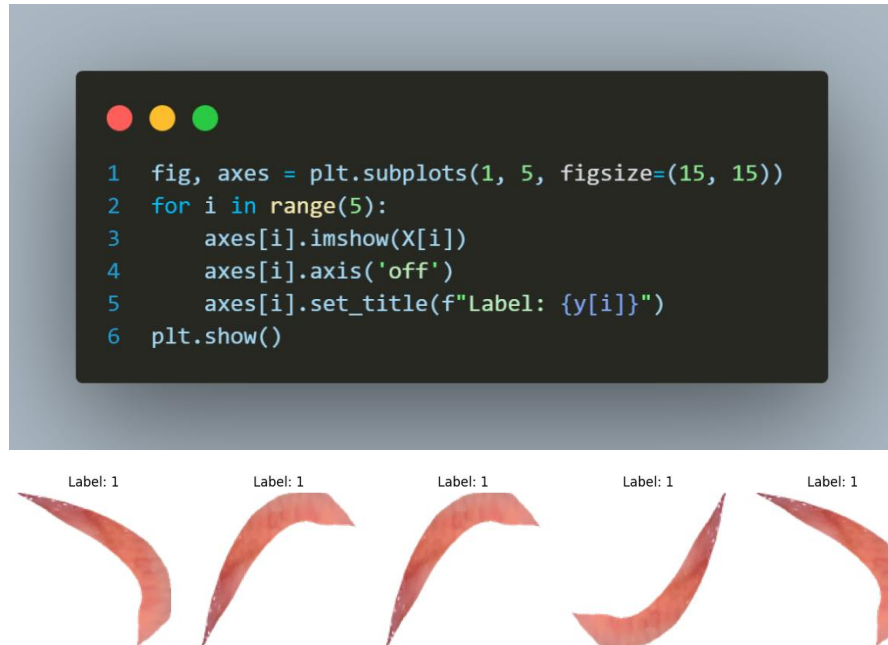 1 fig, axes = plt.subplots(1, 5, figsize=(15, 15))
2 for i in range(5):
3     axes[i].imshow(X[i])
4     axes[i].axis('off')
5     axes[i].set_title(f"Label: {y[i]}")
6 plt.show()
Label: 1 Label: 1 Label: 1 Label: 1 Label: 1